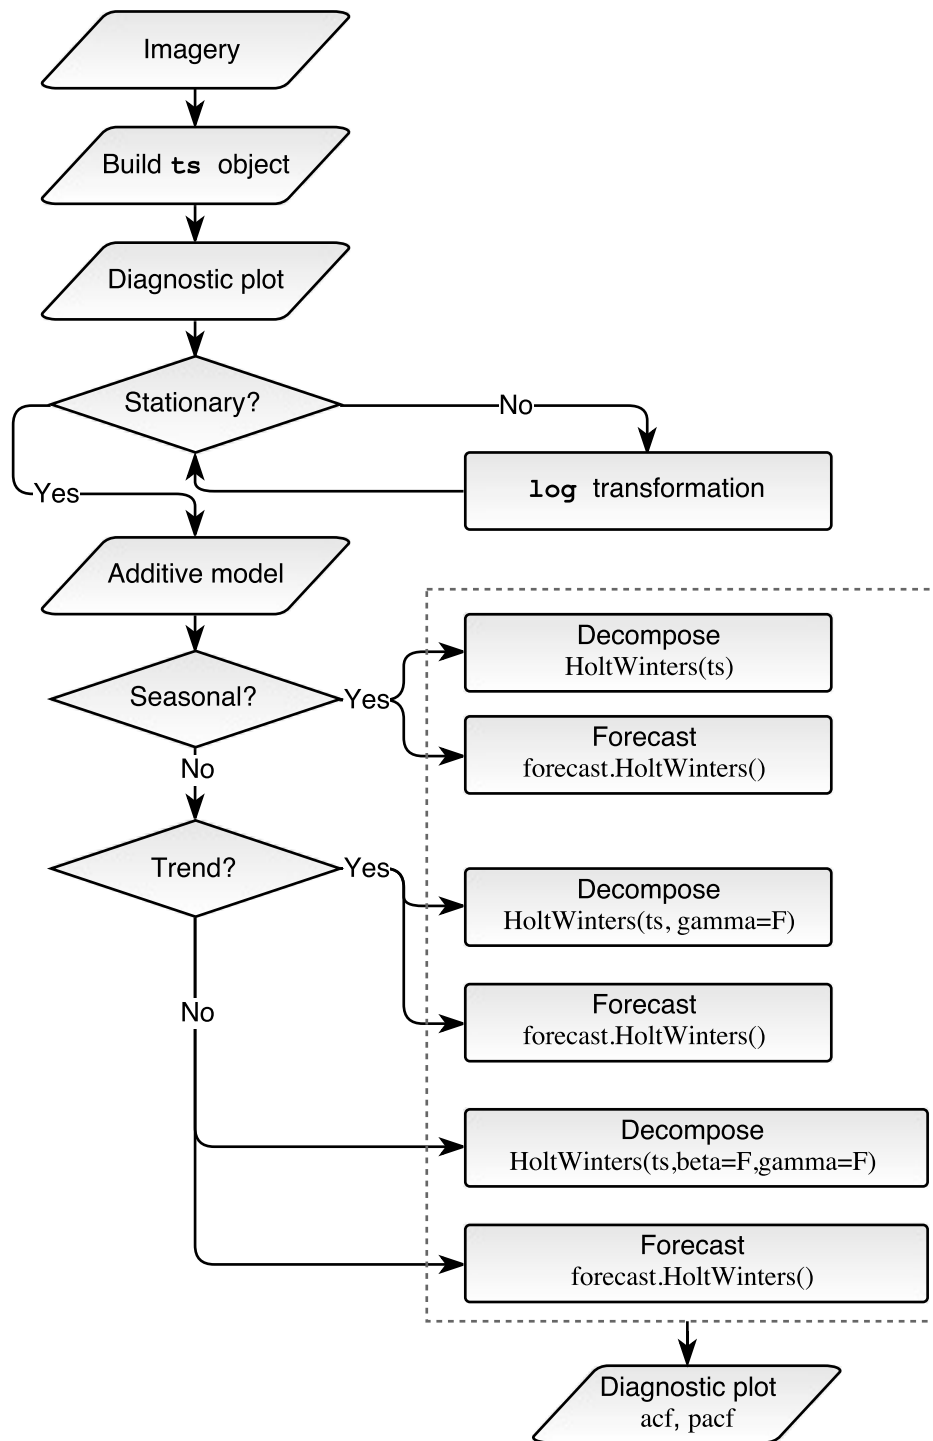 Imagery
Build ts object
Diagnostic plot
Stationary?
No
log transformation
Yes
Additive model
Decompose
HoltWinters(ts)
Seasonal?
Yes
Forecast
forecast.HoltWinters()
No
Trend?
Yes
Decompose
HoltWinters(ts, gamma=F)
Forecast
forecast.HoltWinters()
No
Decompose
HoltWinters(ts,beta=F,gamma=F)
Forecast
forecast.HoltWinters()
Diagnostic plot
acf, pacf